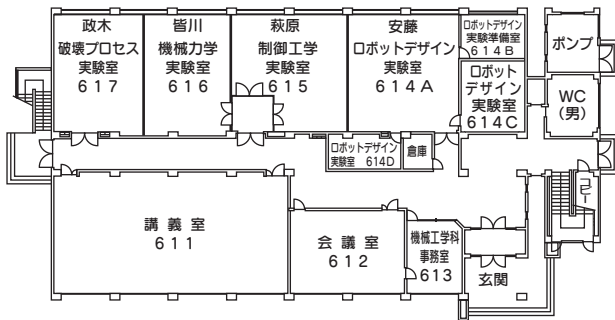 政木
破壊プロセス
実験室
617
皆川
機械力学
実験室
616
萩原
制御工学
実験室
615
安藤
ロボットデザイン
実験室
614A
ロボットデザイン
実験準備室
614B
ロボット
デザイン
実験室
614C
ポンプ
WC
(男)
ロボットデザイン
実験室 614D
倉庫
コピー
講義室
611
会議室
612
機械工学科
事務室
613
玄関